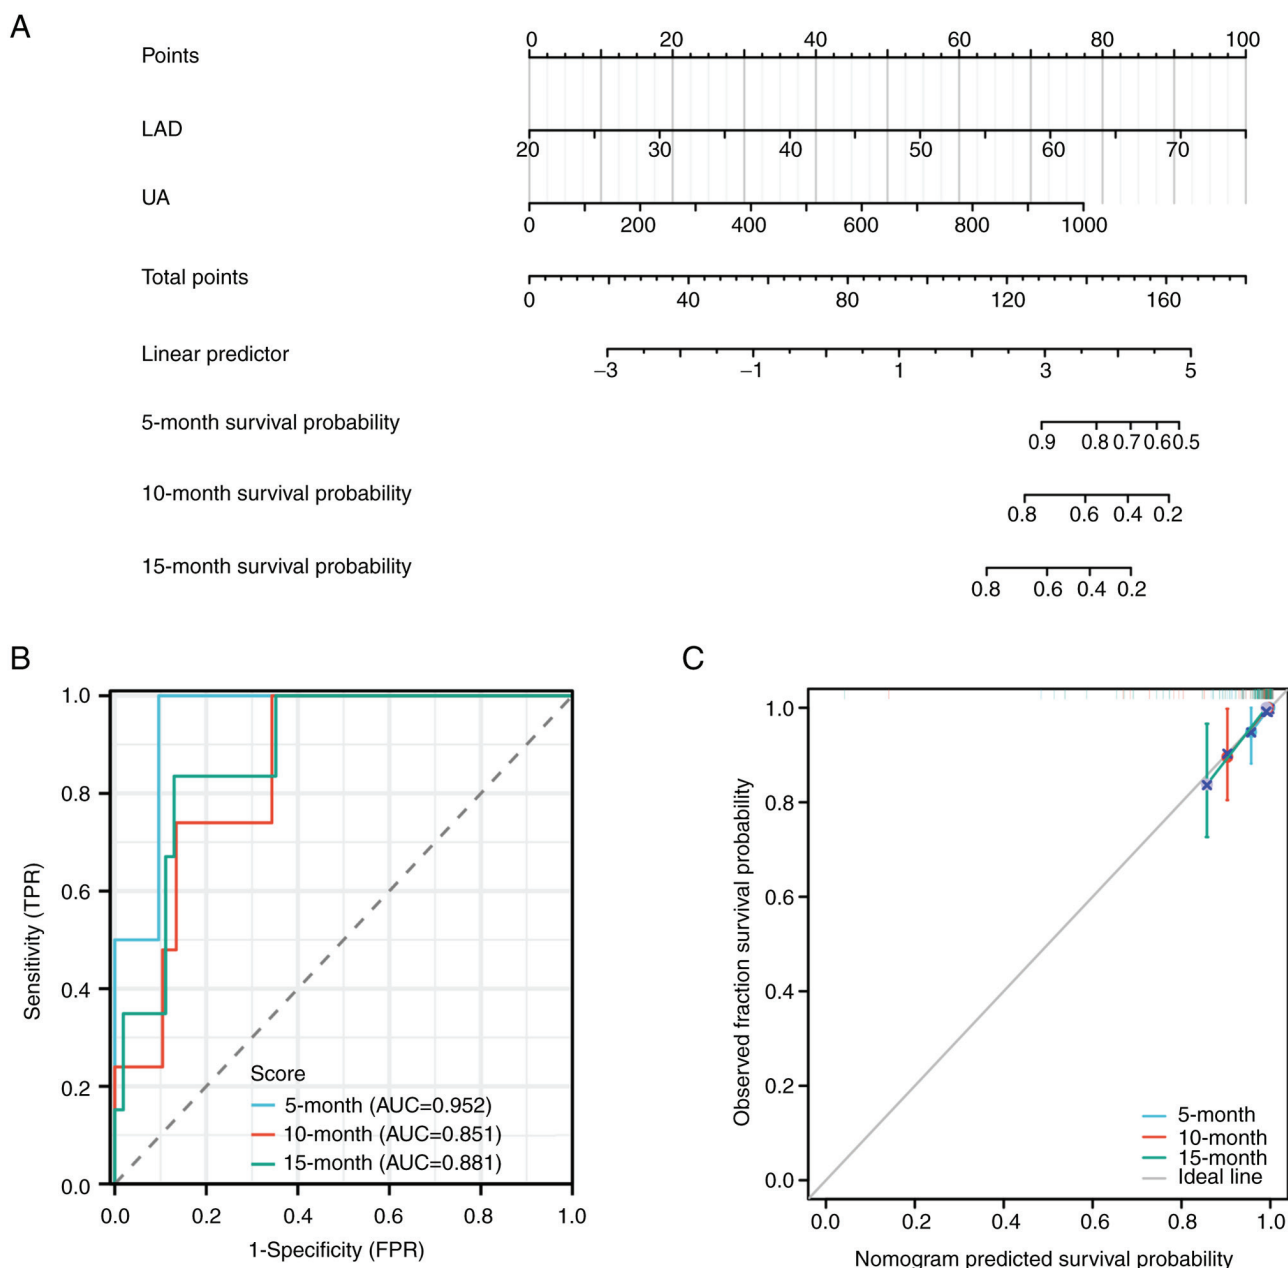 A
Points
0 20 40 60 80 100
LAD
20 30 40 50 60 70
UA
0 200 400 600 800 1000
Total points
0 40 80 120 160
Linear predictor
−3 −1 1 3 5
5-month survival probability
0.9 0.8 0.7 0.6 0.5
10-month survival probability
0.8 0.6 0.4 0.2
15-month survival probability
0.8 0.6 0.4 0.2
B
1.0
0.8
0.6
0.4
0.2
0.0
Sensitivity (TPR)
Score
5-month (AUC=0.952)
10-month (AUC=0.851)
15-month (AUC=0.881)
0.0 0.2 0.4 0.6 0.8 1.0
1-Specificity (FPR)
C
1.0
0.8
0.6
0.4
0.2
0.0
Observed fraction survival probability
5-month
10-month
15-month
Ideal line
0.0 0.2 0.4 0.6 0.8 1.0
Nomogram predicted survival probability